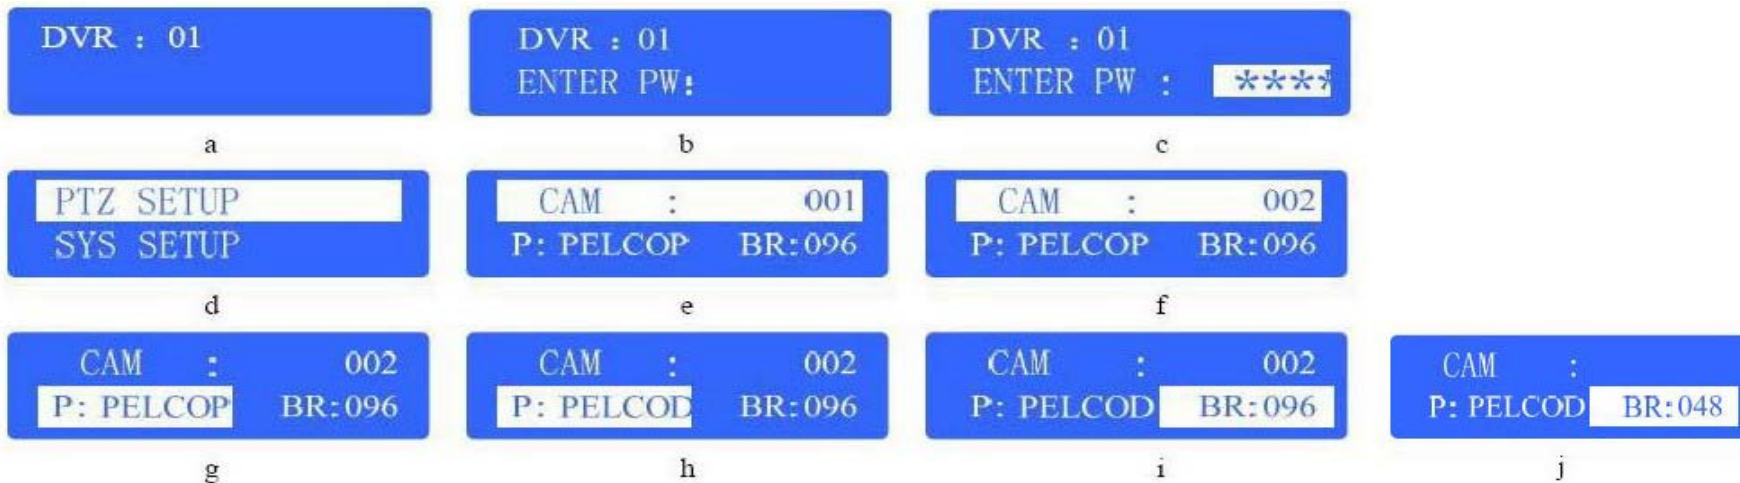 DVR : 01
a
DVR : 01
ENTER PW:
b
DVR : 01
ENTER PW : ****
c
PTZ SETUP
SYS SETUP
d
CAM : 001
P: PELCOP BR:096
e
CAM : 002
P: PELCOP BR:096
f
CAM : 002
P: PELCOP BR:096
g
CAM : 002
P: PELCOD BR:096
h
CAM : 002
P: PELCOD BR:096
i
CAM :
P: PELCOD BR:048
j